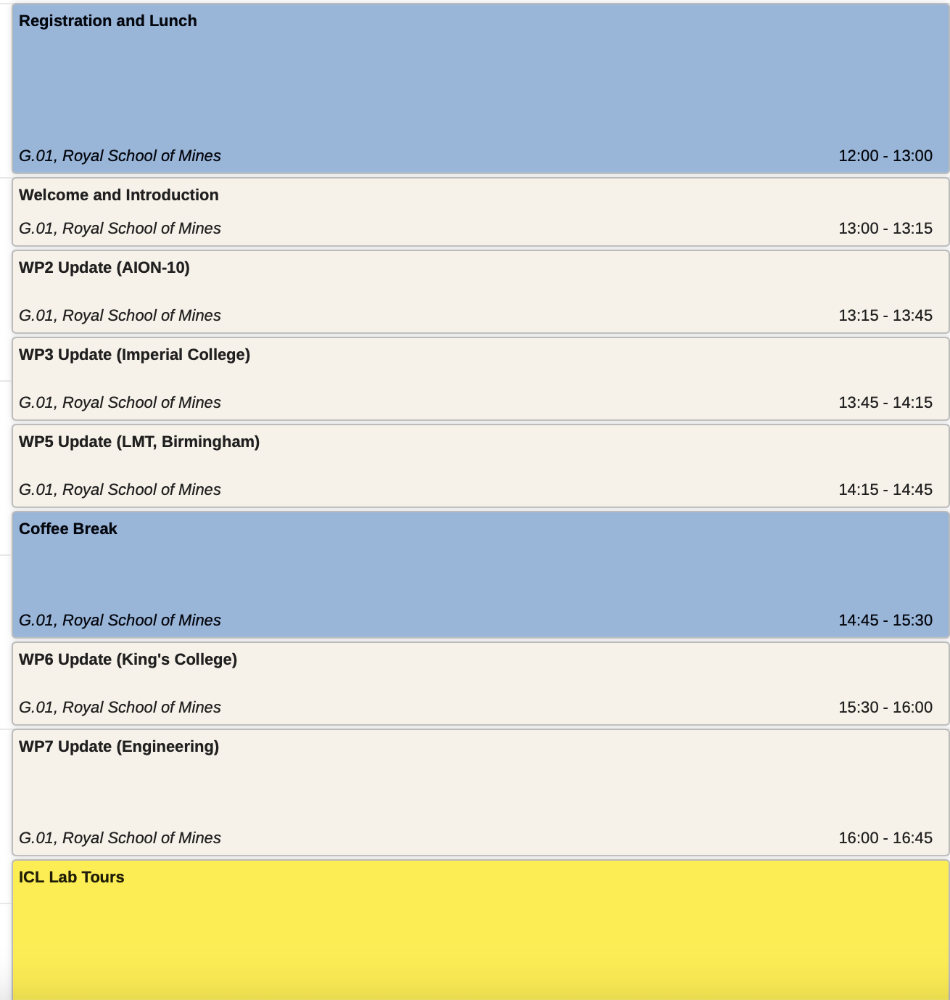 Registration and Lunch
G.01, Royal School of Mines 12:00 - 13:00
Welcome and Introduction
G.01, Royal School of Mines 13:00 - 13:15
WP2 Update (AION-10)
G.01, Royal School of Mines 13:15 - 13:45
WP3 Update (Imperial College)
G.01, Royal School of Mines 13:45 - 14:15
WP5 Update (LMT, Birmingham)
G.01, Royal School of Mines 14:15 - 14:45
Coffee Break
G.01, Royal School of Mines 14:45 - 15:30
WP6 Update (King's College)
G.01, Royal School of Mines 15:30 - 16:00
WP7 Update (Engineering)
G.01, Royal School of Mines 16:00 - 16:45
ICL Lab Tours